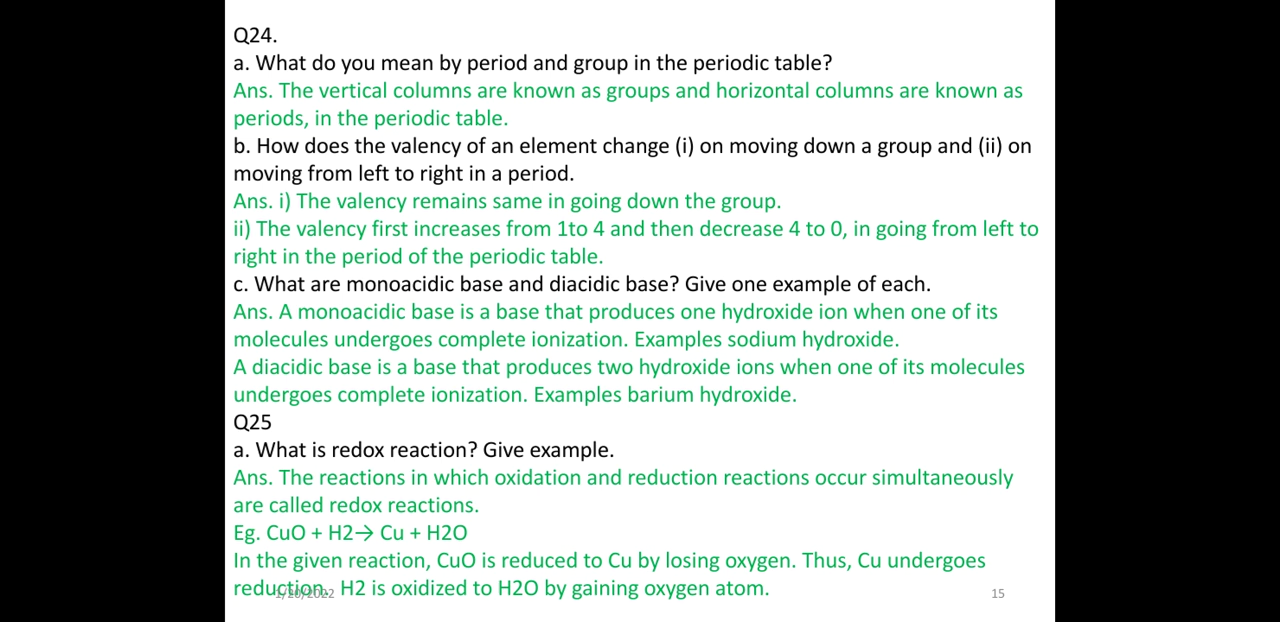 Q24.
a. What do you mean by period and group in the periodic table?
Ans. The vertical columns are known as groups and horizontal columns are known as
periods, in the periodic table.
b. How does the valency of an element change (i) on moving down a group and (ii) on
moving from left to right in a period.
Ans. i) The valency remains same in going down the group.
ii) The valency first increases from 1to 4 and then decrease 4 to 0, in going from left to
right in the period of the periodic table.
c. What are monoacidic base and diacidic base? Give one example of each.
Ans. A monoacidic base is a base that produces one hydroxide ion when one of its
molecules undergoes complete ionization. Examples sodium hydroxide.
A diacidic base is a base that produces two hydroxide ions when one of its molecules
undergoes complete ionization. Examples barium hydroxide.
Q25
a. What is redox reaction? Give example.
Ans. The reactions in which oxidation and reduction reactions occur simultaneously
are called redox reactions.
Eg. CuO + H2→ Cu + H2O
In the given reaction, CuO is reduced to Cu by losing oxygen. Thus, Cu undergoes
reduction. H2 is oxidized to H2O by gaining oxygen atom.
1/20/2022
15